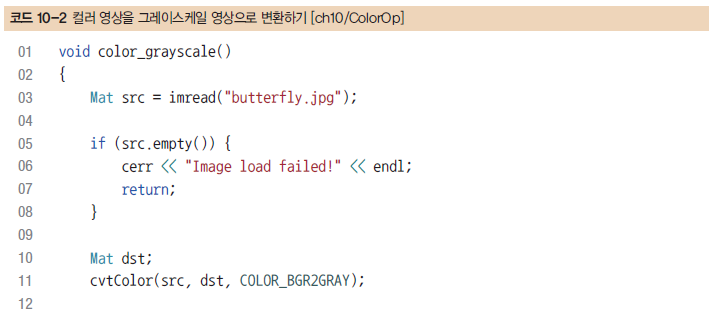 코드 10-2 컬러 영상을 그레이스케일 영상으로 변환하기 [ch10/ColorOp]
01 void color_grayscale()
02 {
03     Mat src = imread("butterfly.jpg");
04
05     if (src.empty()) {
06         cerr << "Image load failed!" << endl;
07         return;
08     }
09
10     Mat dst;
11     cvtColor(src, dst, COLOR_BGR2GRAY);
12